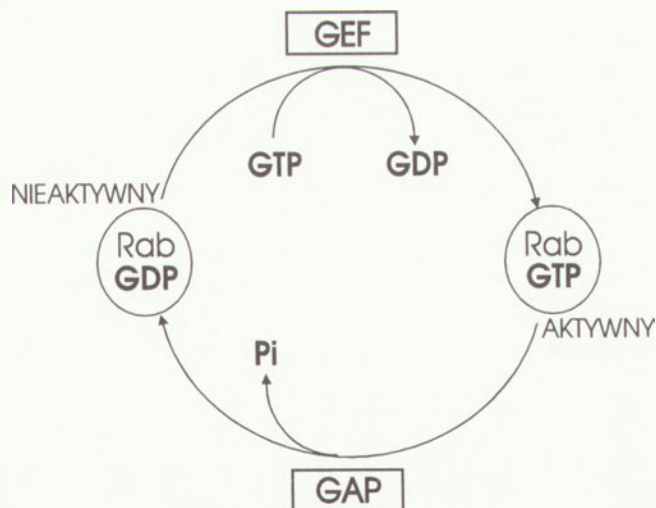 GEF
GTP
GDP
NIEAKTYWNY
Rab
GDP
Rab
GTP
AKTYWNY
Pi
GAP